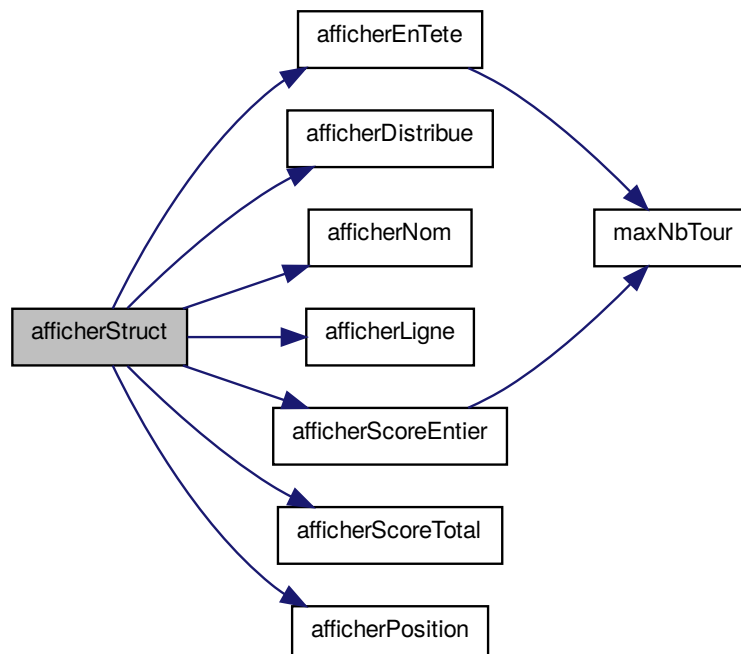 afficherEnTete
afficherDistribue
afficherNom
maxNbTour
afficherStruct
afficherLigne
afficherScoreEntier
afficherScoreTotal
afficherPosition